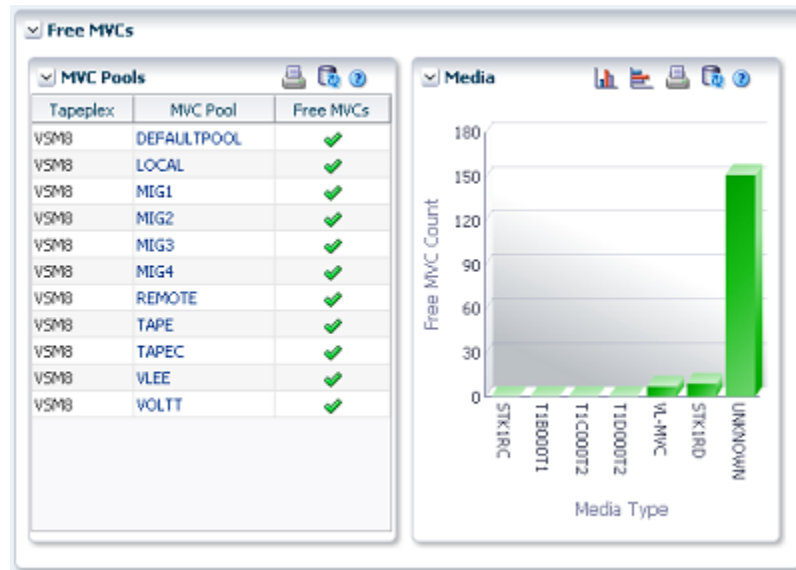 Free MVCs
MVC Pools
Tapeplex MVC Pool Free MVCs
VSM8 DEFAULTPOOL
VSM8 LOCAL
VSM8 MIG1
VSM8 MIG2
VSM8 MIG3
VSM8 MIG4
VSM8 REMOTE
VSM8 TAPE
VSM8 TAPEC
VSM8 VLEE
VSM8 VOLTT
Media
Free MVC Count
180
150
120
90
60
30
0
STK1RC
T1B000T1
T1C000T2
T1D000T2
VL-MVC
STK1RD
UNKNOWN
Media Type